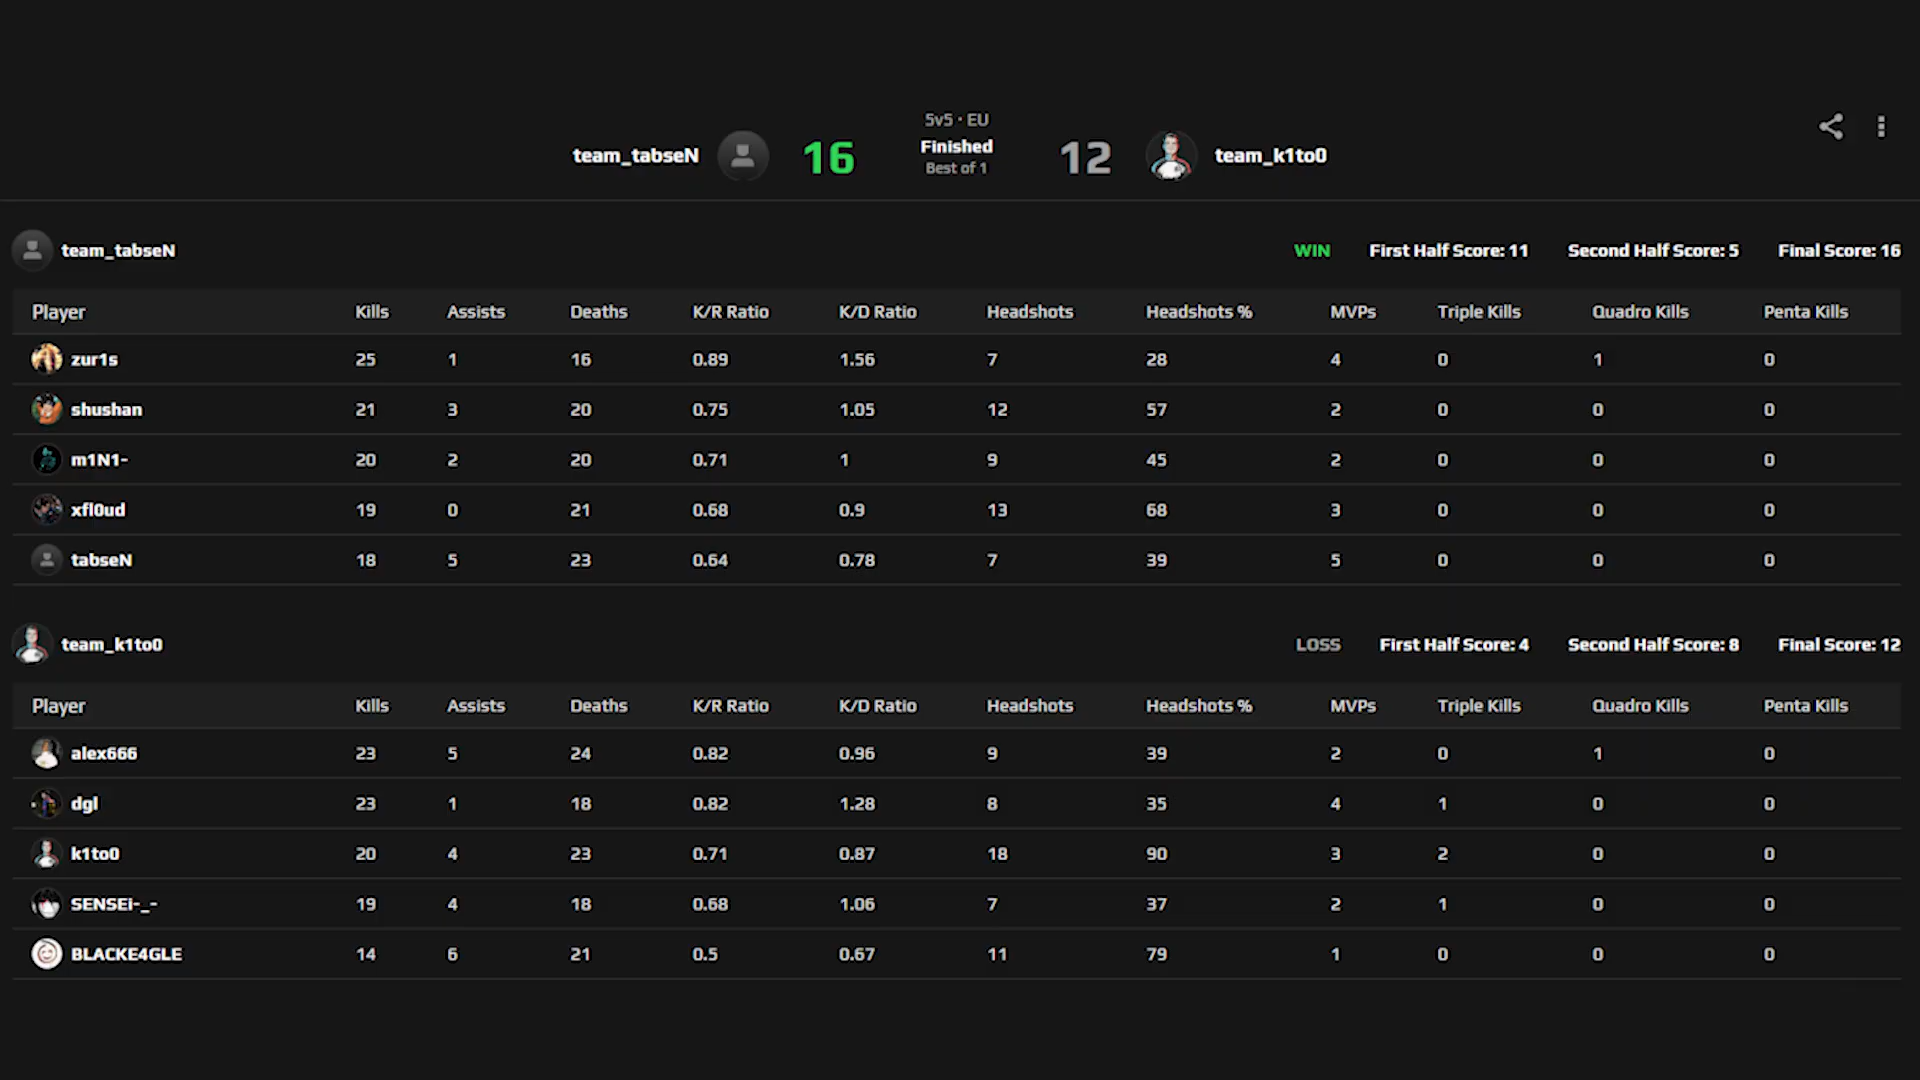 5v5 · EU
team_tabseN 16 Finished 12 team_k1to0
Best of 1
team_tabseN WIN First Half Score: 11 Second Half Score: 5 Final Score: 16
Player Kills Assists Deaths K/R Ratio K/D Ratio Headshots Headshots % MVPs Triple Kills Quadro Kills Penta Kills
zur1s 25 1 16 0.89 1.56 7 28 4 0 1 0
shushan 21 3 20 0.75 1.05 12 57 2 0 0 0
m1N1- 20 2 20 0.71 1 9 45 2 0 0 0
xfl0ud 19 0 21 0.68 0.9 13 68 3 0 0 0
tabseN 18 5 23 0.64 0.78 7 39 5 0 0 0
team_k1to0 LOSS First Half Score: 4 Second Half Score: 8 Final Score: 12
Player Kills Assists Deaths K/R Ratio K/D Ratio Headshots Headshots % MVPs Triple Kills Quadro Kills Penta Kills
alex666 23 5 24 0.82 0.96 9 39 2 0 1 0
dgl 23 1 18 0.82 1.28 8 35 4 1 0 0
k1to0 20 4 23 0.71 0.87 18 90 3 2 0 0
SENSEi-_- 19 4 18 0.68 1.06 7 37 2 1 0 0
BLACKE4GLE 14 6 21 0.5 0.67 11 79 1 0 0 0